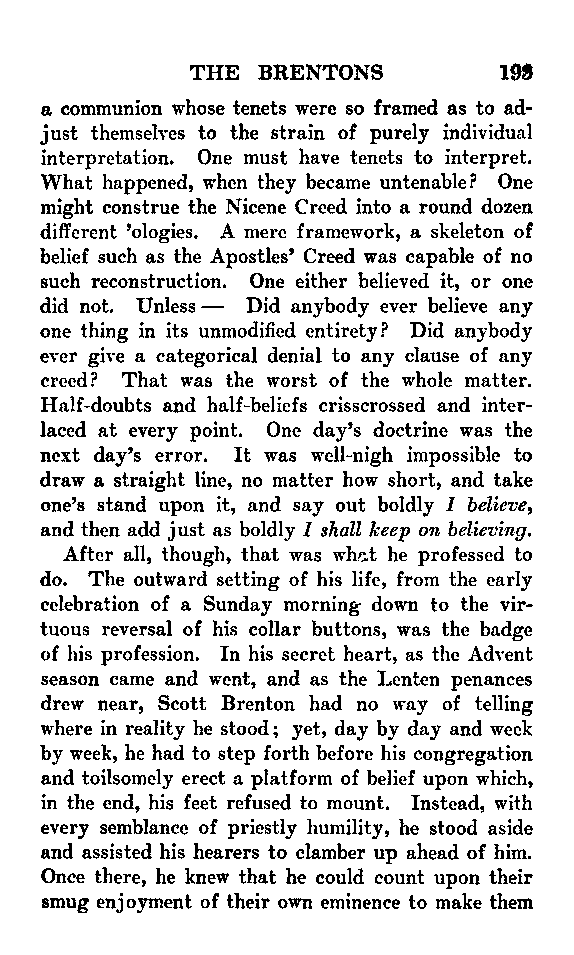 THE BRENTONS 193
a communion whose tenets were so framed as to ad-
just themselves to the strain of purely individual
interpretation. One must have tenets to interpret.
What happened, when they became untenable? One
might construe the Nicene Creed into a round dozen
different 'ologies. A mere framework, a skeleton of
belief such as the Apostles' Creed was capable of no
such reconstruction. One either believed it, or one
did not. Unless — Did anybody ever believe any
one thing in its unmodified entirety? Did anybody
ever give a categorical denial to any clause of any
creed? That was the worst of the whole matter.
Half-doubts and half-beliefs crisscrossed and inter-
laced at every point. One day's doctrine was the
next day's error. It was well-nigh impossible to
draw a straight line, no matter how short, and take
one's stand upon it, and say out boldly I believe,
and then add just as boldly I shall keep on believing.
After all, though, that was what he professed to
do. The outward setting of his life, from the early
celebration of a Sunday morning down to the vir-
tuous reversal of his collar buttons, was the badge
of his profession. In his secret heart, as the Advent
season came and went, and as the Lenten penances
drew near, Scott Brenton had no way of telling
where in reality he stood; yet, day by day and week
by week, he had to step forth before his congregation
and toilsomely erect a platform of belief upon which,
in the end, his feet refused to mount. Instead, with
every semblance of priestly humility, he stood aside
and assisted his hearers to clamber up ahead of him.
Once there, he knew that he could count upon their
smug enjoyment of their own eminence to make them